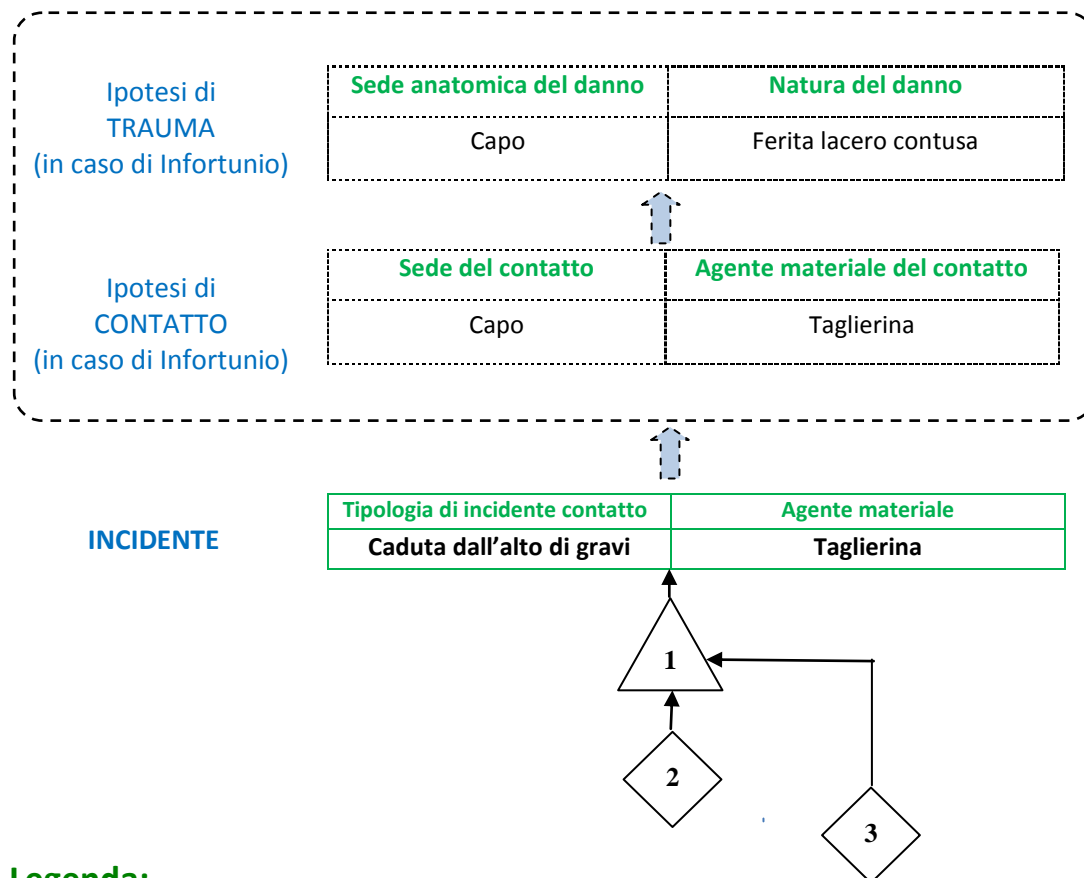 Ipotesi di
TRAUMA
(in caso di Infortunio)
Sede anatomica del danno
Natura del danno
Capo
Ferita lacero contusa
Ipotesi di
CONTATTO
(in caso di Infortunio)
Sede del contatto
Agente materiale del contatto
Capo
Taglierina
INCIDENTE
Tipologia di incidente contatto
Agente materiale
Caduta dall'alto di gravi
Taglierina
1
2
3
Legenda: